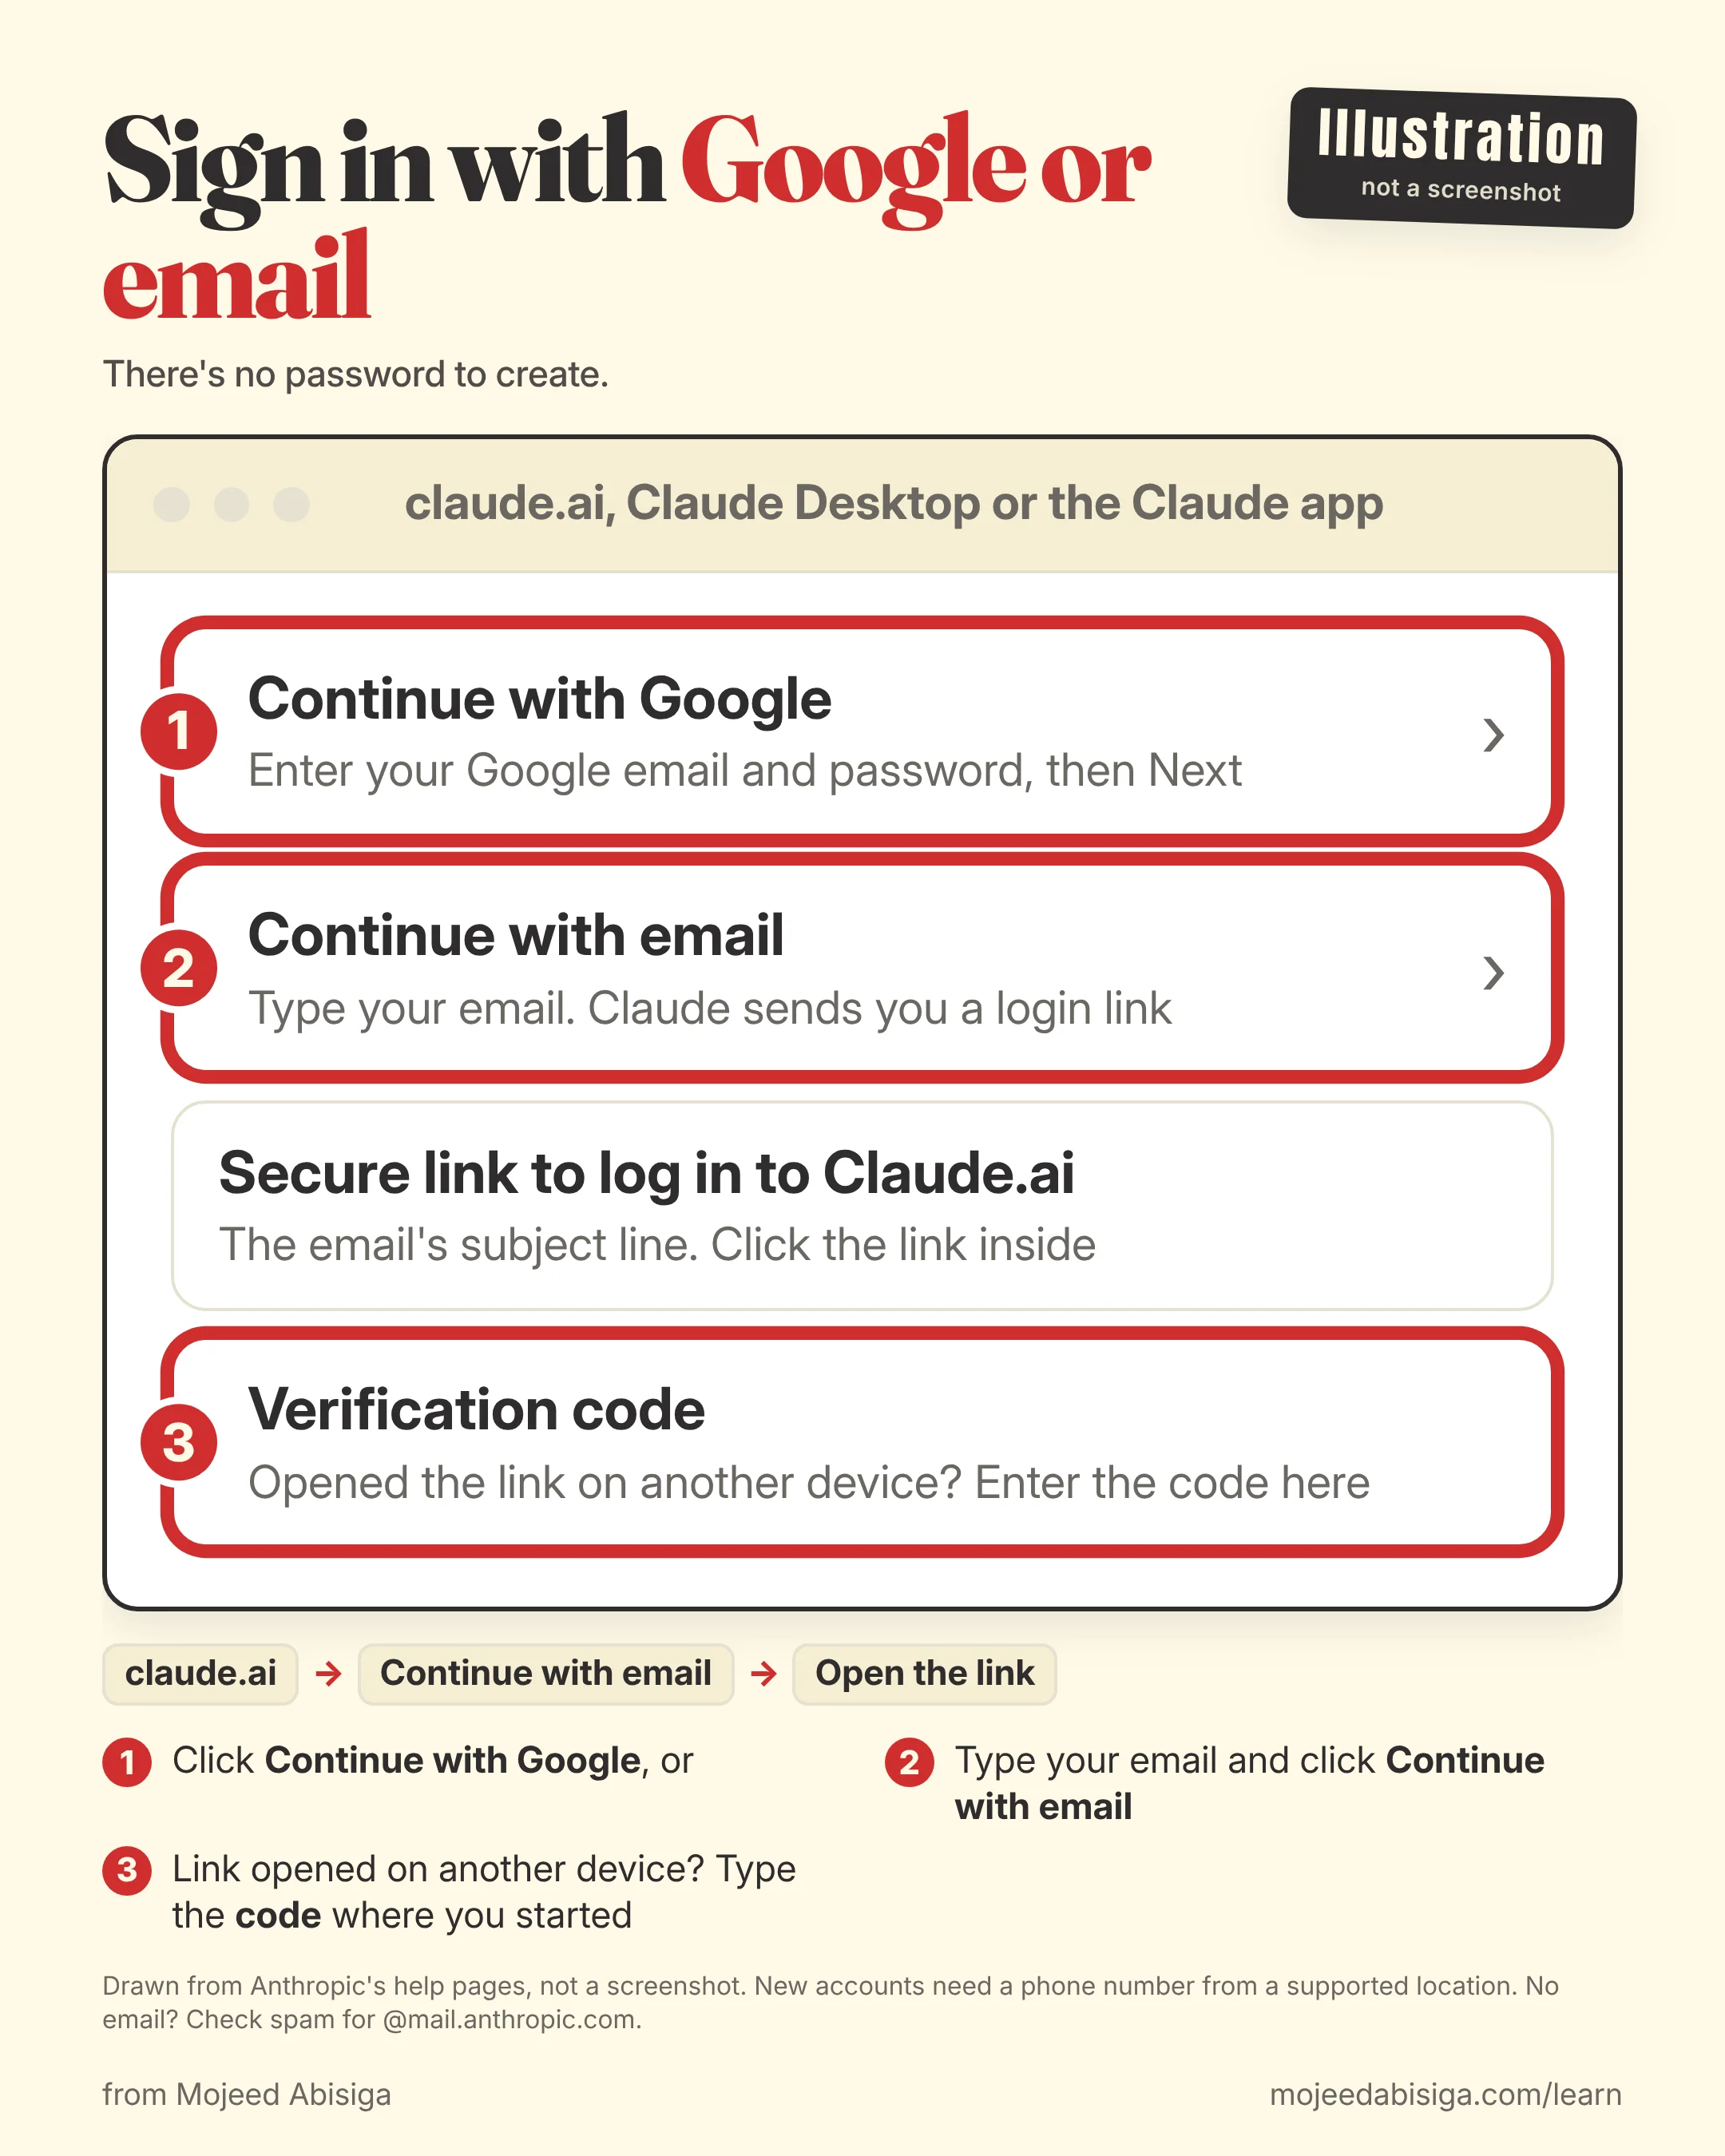 Sign in with Google or
email
Illustration
not a screenshot
There's no password to create.
claude.ai, Claude Desktop or the Claude app
1
Continue with Google
Enter your Google email and password, then Next
2
Continue with email
Type your email. Claude sends you a login link
Secure link to log in to Claude.ai
The email's subject line. Click the link inside
3
Verification code
Opened the link on another device? Enter the code here
claude.ai → Continue with email → Open the link
1 Click Continue with Google, or
2 Type your email and click Continue
with email
3 Link opened on another device? Type
the code where you started
Drawn from Anthropic's help pages, not a screenshot. New accounts need a phone number from a supported location. No
email? Check spam for @mail.anthropic.com.
from Mojeed Abisiga
mojeedabisiga.com/learn